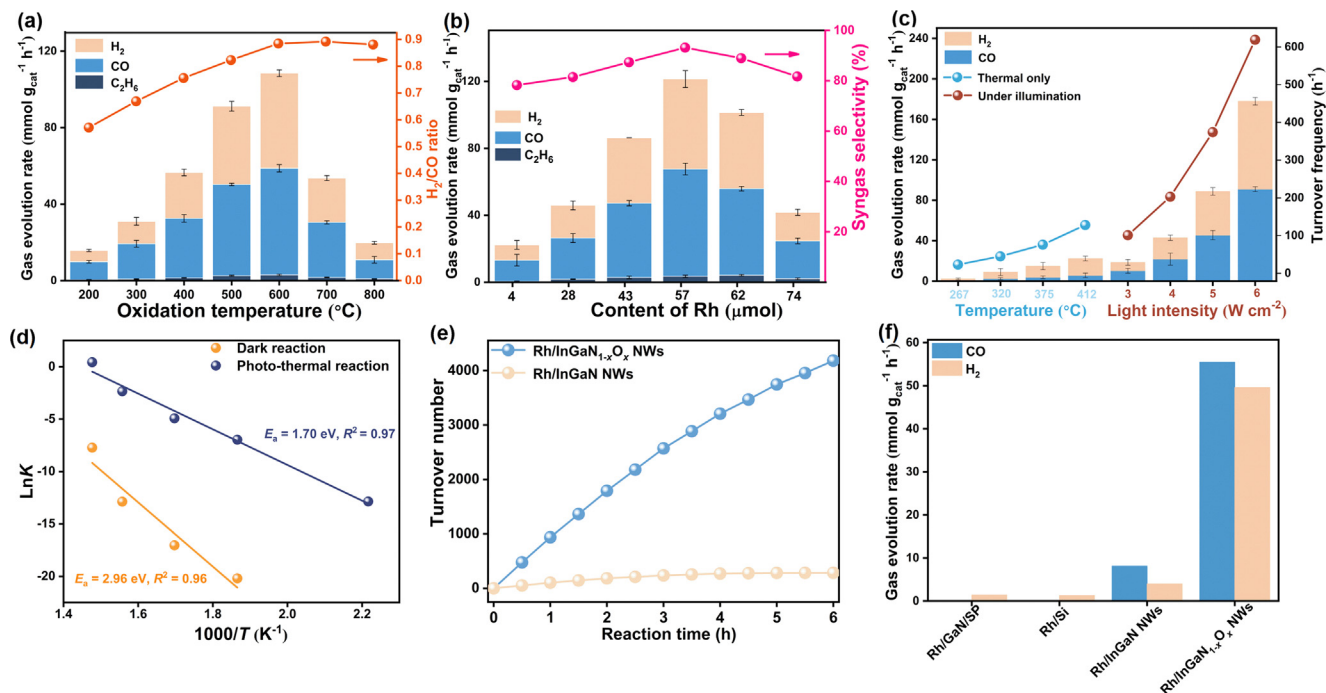 (a)
H₂
CO
C₂H₆
Gas evolution rate (mmol gcat⁻¹ h⁻¹)
0
40
80
120
200
300
400
500
600
700
800
Oxidation temperature (°C)
0.0
0.1
0.2
0.3
0.4
0.5
0.6
0.7
0.8
0.9
H₂/CO ratio
(b)
H₂
CO
C₂H₆
Gas evolution rate (mmol gcat⁻¹ h⁻¹)
0
40
80
120
4
28
43
57
62
74
Content of Rh (μmol)
20
40
60
80
100
Syngas selectivity (%)
(c)
H₂
CO
Thermal only
Under illumination
Gas evolution rate (mmol gcat⁻¹ h⁻¹)
0
40
80
120
160
200
240
267
320
375
412
3
4
5
6
Temperature (°C)
Light intensity (W cm⁻²)
0
100
200
300
400
500
600
Turnover frequency (h⁻¹)
(d)
Dark reaction
Photo-thermal reaction
Eₐ = 1.70 eV, R² = 0.97
Eₐ = 2.96 eV, R² = 0.96
LnK
0
-5
-10
-15
-20
1.4
1.6
1.8
2.0
2.2
1000/T (K⁻¹)
(e)
Rh/InGaN₁₋ₓOₓ NWs
Rh/InGaN NWs
Turnover number
0
1000
2000
3000
4000
0
1
2
3
4
5
6
Reaction time (h)
(f)
CO
H₂
Gas evolution rate (mmol gcat⁻¹ h⁻¹)
0
10
20
30
40
50
60
Rh/GaN/SP
Rh/Si
Rh/InGaN NWs
Rh/InGaN₁₋ₓOₓ NWs